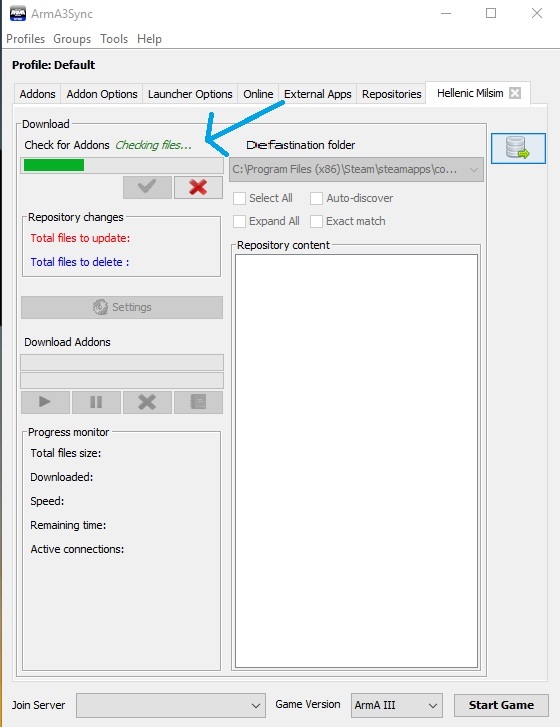 ArmA3Sync
Profiles Groups Tools Help
Profile: Default
Addons Addon Options Launcher Options Online External Apps Repositories Hellenic Milsim
Download
Check for Addons Checking files... Defastination folder
C:\Program Files (x86)\Steam\steamapps\co...
Select All Auto-discover
Expand All Exact match
Repository changes
Total files to update:
Total files to delete :
Repository content
Settings
Download Addons
Progress monitor
Total files size:
Downloaded:
Speed:
Remaining time:
Active connections:
Join Server Game Version ArmA III Start Game